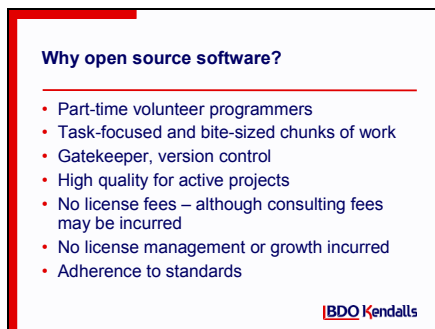 Why open source software?
• Part-time volunteer programmers
• Task-focused and bite-sized chunks of work
• Gatekeeper, version control
• High quality for active projects
• No license fees – although consulting fees
may be incurred
• No license management or growth incurred
• Adherence to standards
BDO Kendalls